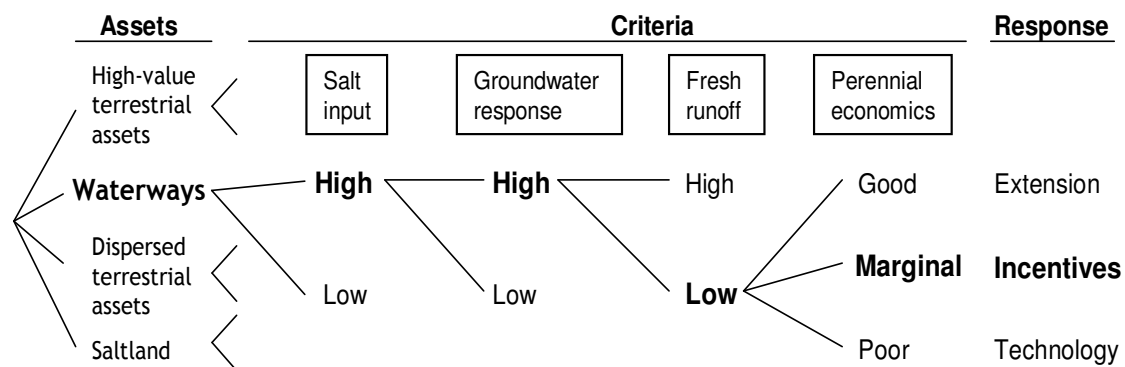 Assets Criteria Response
High-value
terrestrial
assets
Salt
input
Groundwater
response
Fresh
runoff
Perennial
economics
Waterways High High High Good Extension
Dispersed
terrestrial
assets
Marginal Incentives
Low Low Low
Saltland Poor Technology